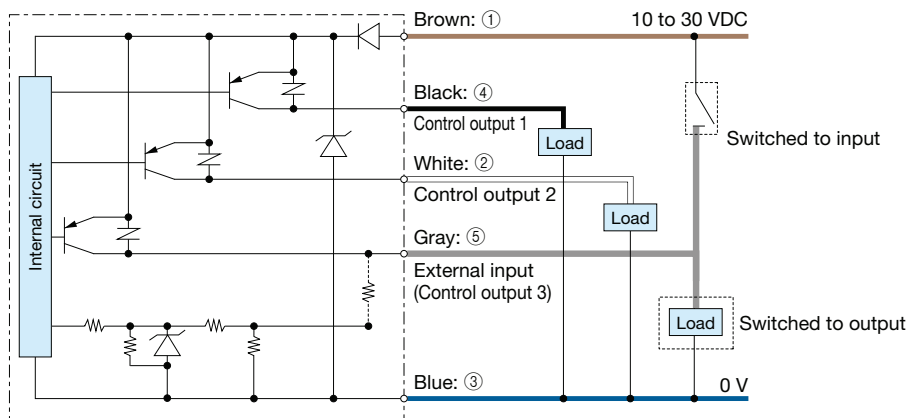 Brown: ①
10 to 30 VDC
Black: ④
Control output 1
Load
Switched to input
White: ②
Control output 2
Load
Internal circuit
Gray: ⑤
External input
(Control output 3)
Load
Switched to output
Blue: ③
0 V